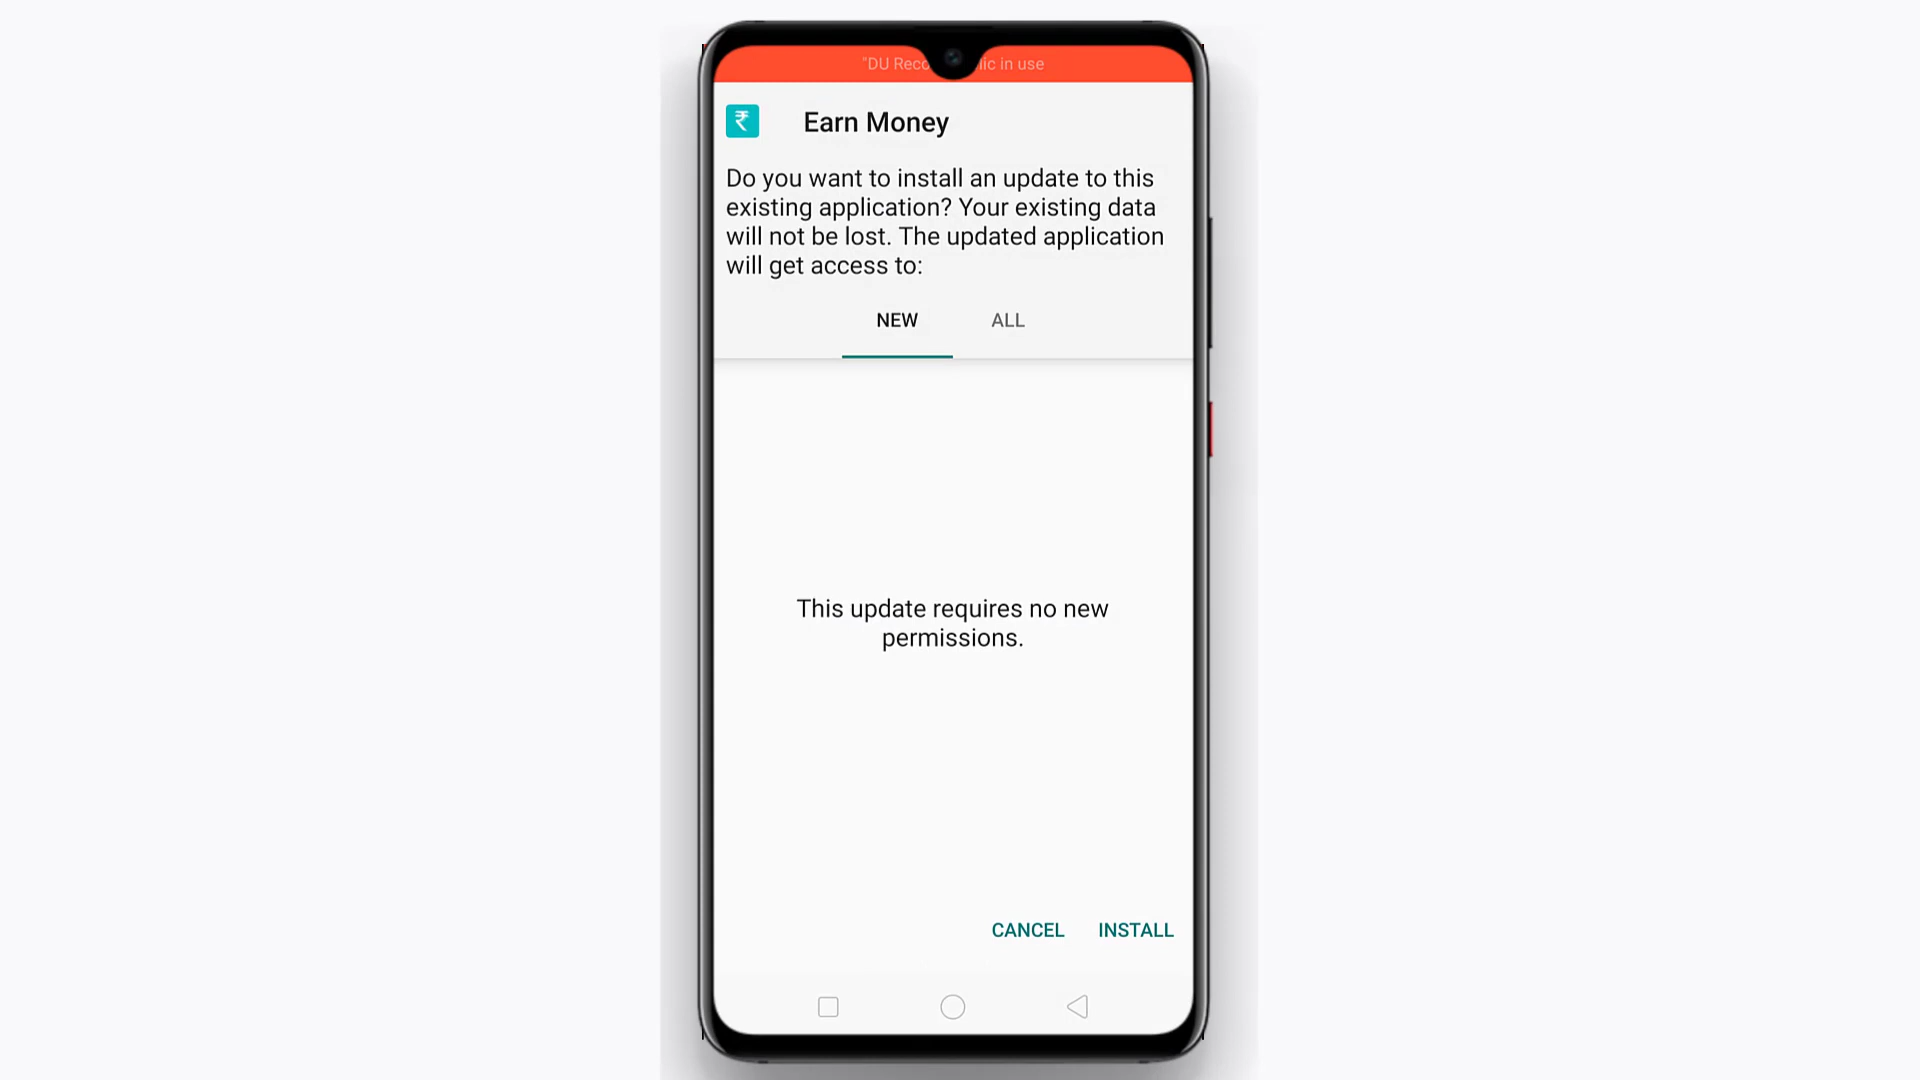 "DU Reco ic in use
₹ Earn Money
Do you want to install an update to this
existing application? Your existing data
will not be lost. The updated application
will get access to:
NEW ALL
This update requires no new
permissions.
CANCEL INSTALL